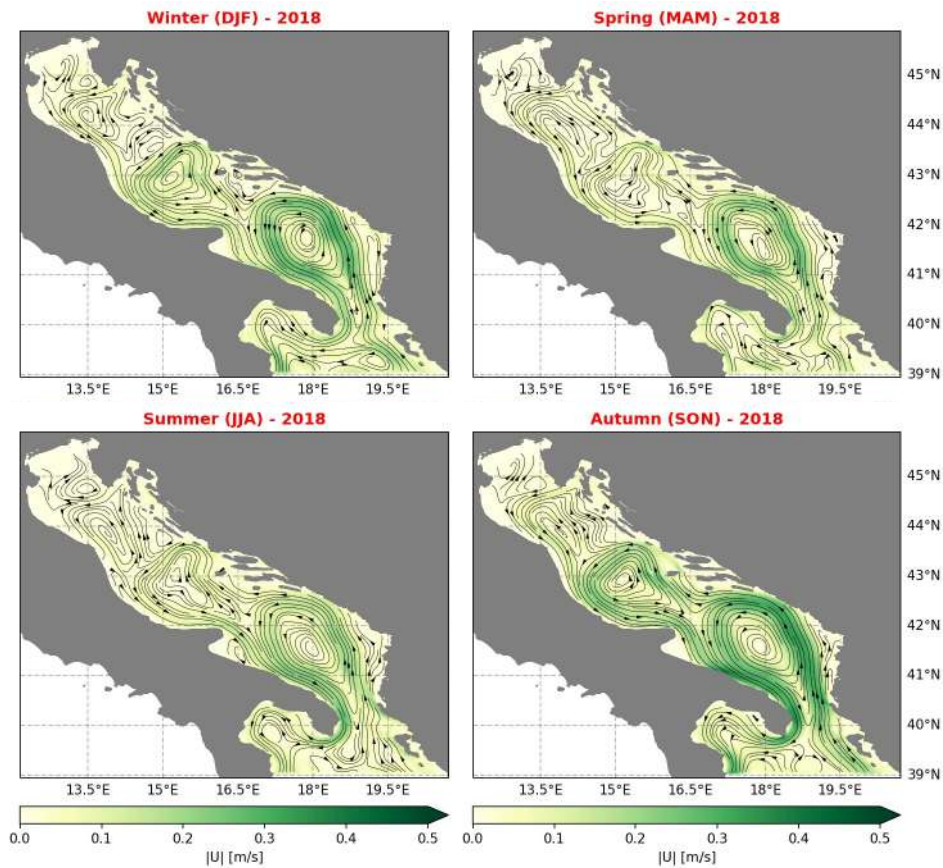 Winter (DJF) - 2018
Spring (MAM) - 2018
45°N
44°N
43°N
42°N
41°N
40°N
39°N
13.5°E 15°E 16.5°E 18°E 19.5°E
13.5°E 15°E 16.5°E 18°E 19.5°E
Summer (JJA) - 2018
Autumn (SON) - 2018
45°N
44°N
43°N
42°N
41°N
40°N
39°N
13.5°E 15°E 16.5°E 18°E 19.5°E
13.5°E 15°E 16.5°E 18°E 19.5°E
0.0 0.1 0.2 0.3 0.4 0.5
|U| [m/s]
0.0 0.1 0.2 0.3 0.4 0.5
|U| [m/s]